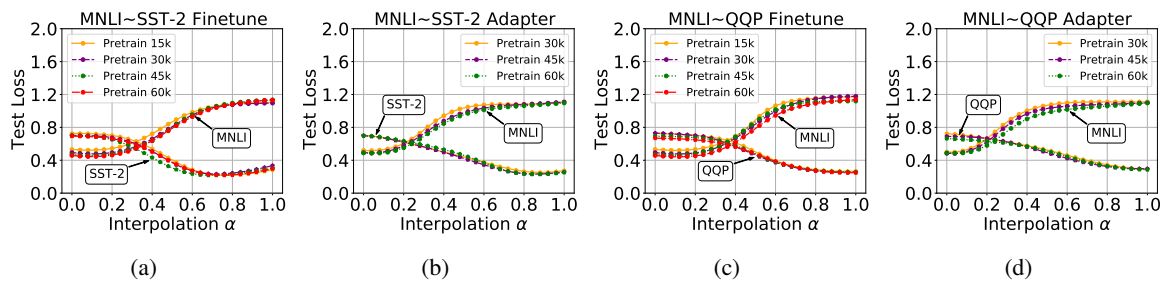 MNLI~SST-2 Finetune
Test Loss
2.0
1.6
1.2
0.8
0.4
0.0
Pretrain 15k
Pretrain 30k
Pretrain 45k
Pretrain 60k
MNLI
SST-2
0.0 0.2 0.4 0.6 0.8 1.0
Interpolation α
(a)
MNLI~SST-2 Adapter
Test Loss
2.0
1.6
1.2
0.8
0.4
0.0
Pretrain 30k
Pretrain 45k
Pretrain 60k
SST-2
MNLI
0.0 0.2 0.4 0.6 0.8 1.0
Interpolation α
(b)
MNLI~QQP Finetune
Test Loss
2.0
1.6
1.2
0.8
0.4
0.0
Pretrain 15k
Pretrain 30k
Pretrain 45k
Pretrain 60k
MNLI
QQP
0.0 0.2 0.4 0.6 0.8 1.0
Interpolation α
(c)
MNLI~QQP Adapter
Test Loss
2.0
1.6
1.2
0.8
0.4
0.0
Pretrain 30k
Pretrain 45k
Pretrain 60k
QQP
MNLI
0.0 0.2 0.4 0.6 0.8 1.0
Interpolation α
(d)